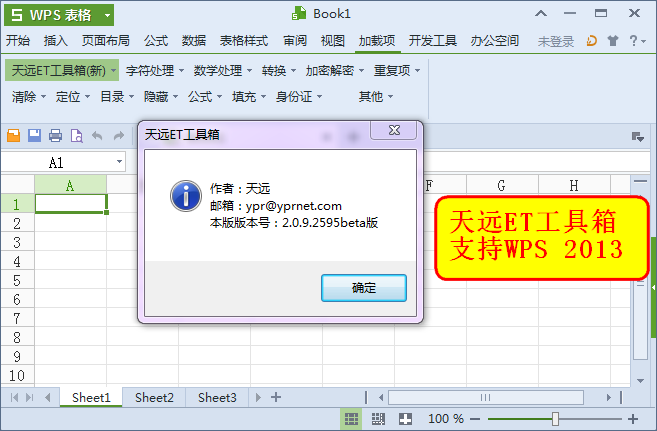 WPS 表格
Book1
开始 插入 页面布局 公式 数据 表格样式 审阅 视图 加载项 开发工具 办公空间 未登录
天远ET工具箱(新) 字符处理 数学处理 转换 加密解密 重复项
清除 定位 目录 隐藏 公式 填充 身份证 其他
A1
天远ET工具箱
作者：天远
邮箱：ypr@yprnet.com
本版版本号：2.0.9.2595beta版
确定
天远ET工具箱
支持WPS 2013
A F G H
1
2
3
4
5
6
7
8
9
10
Sheet1 Sheet2 Sheet3
100 %